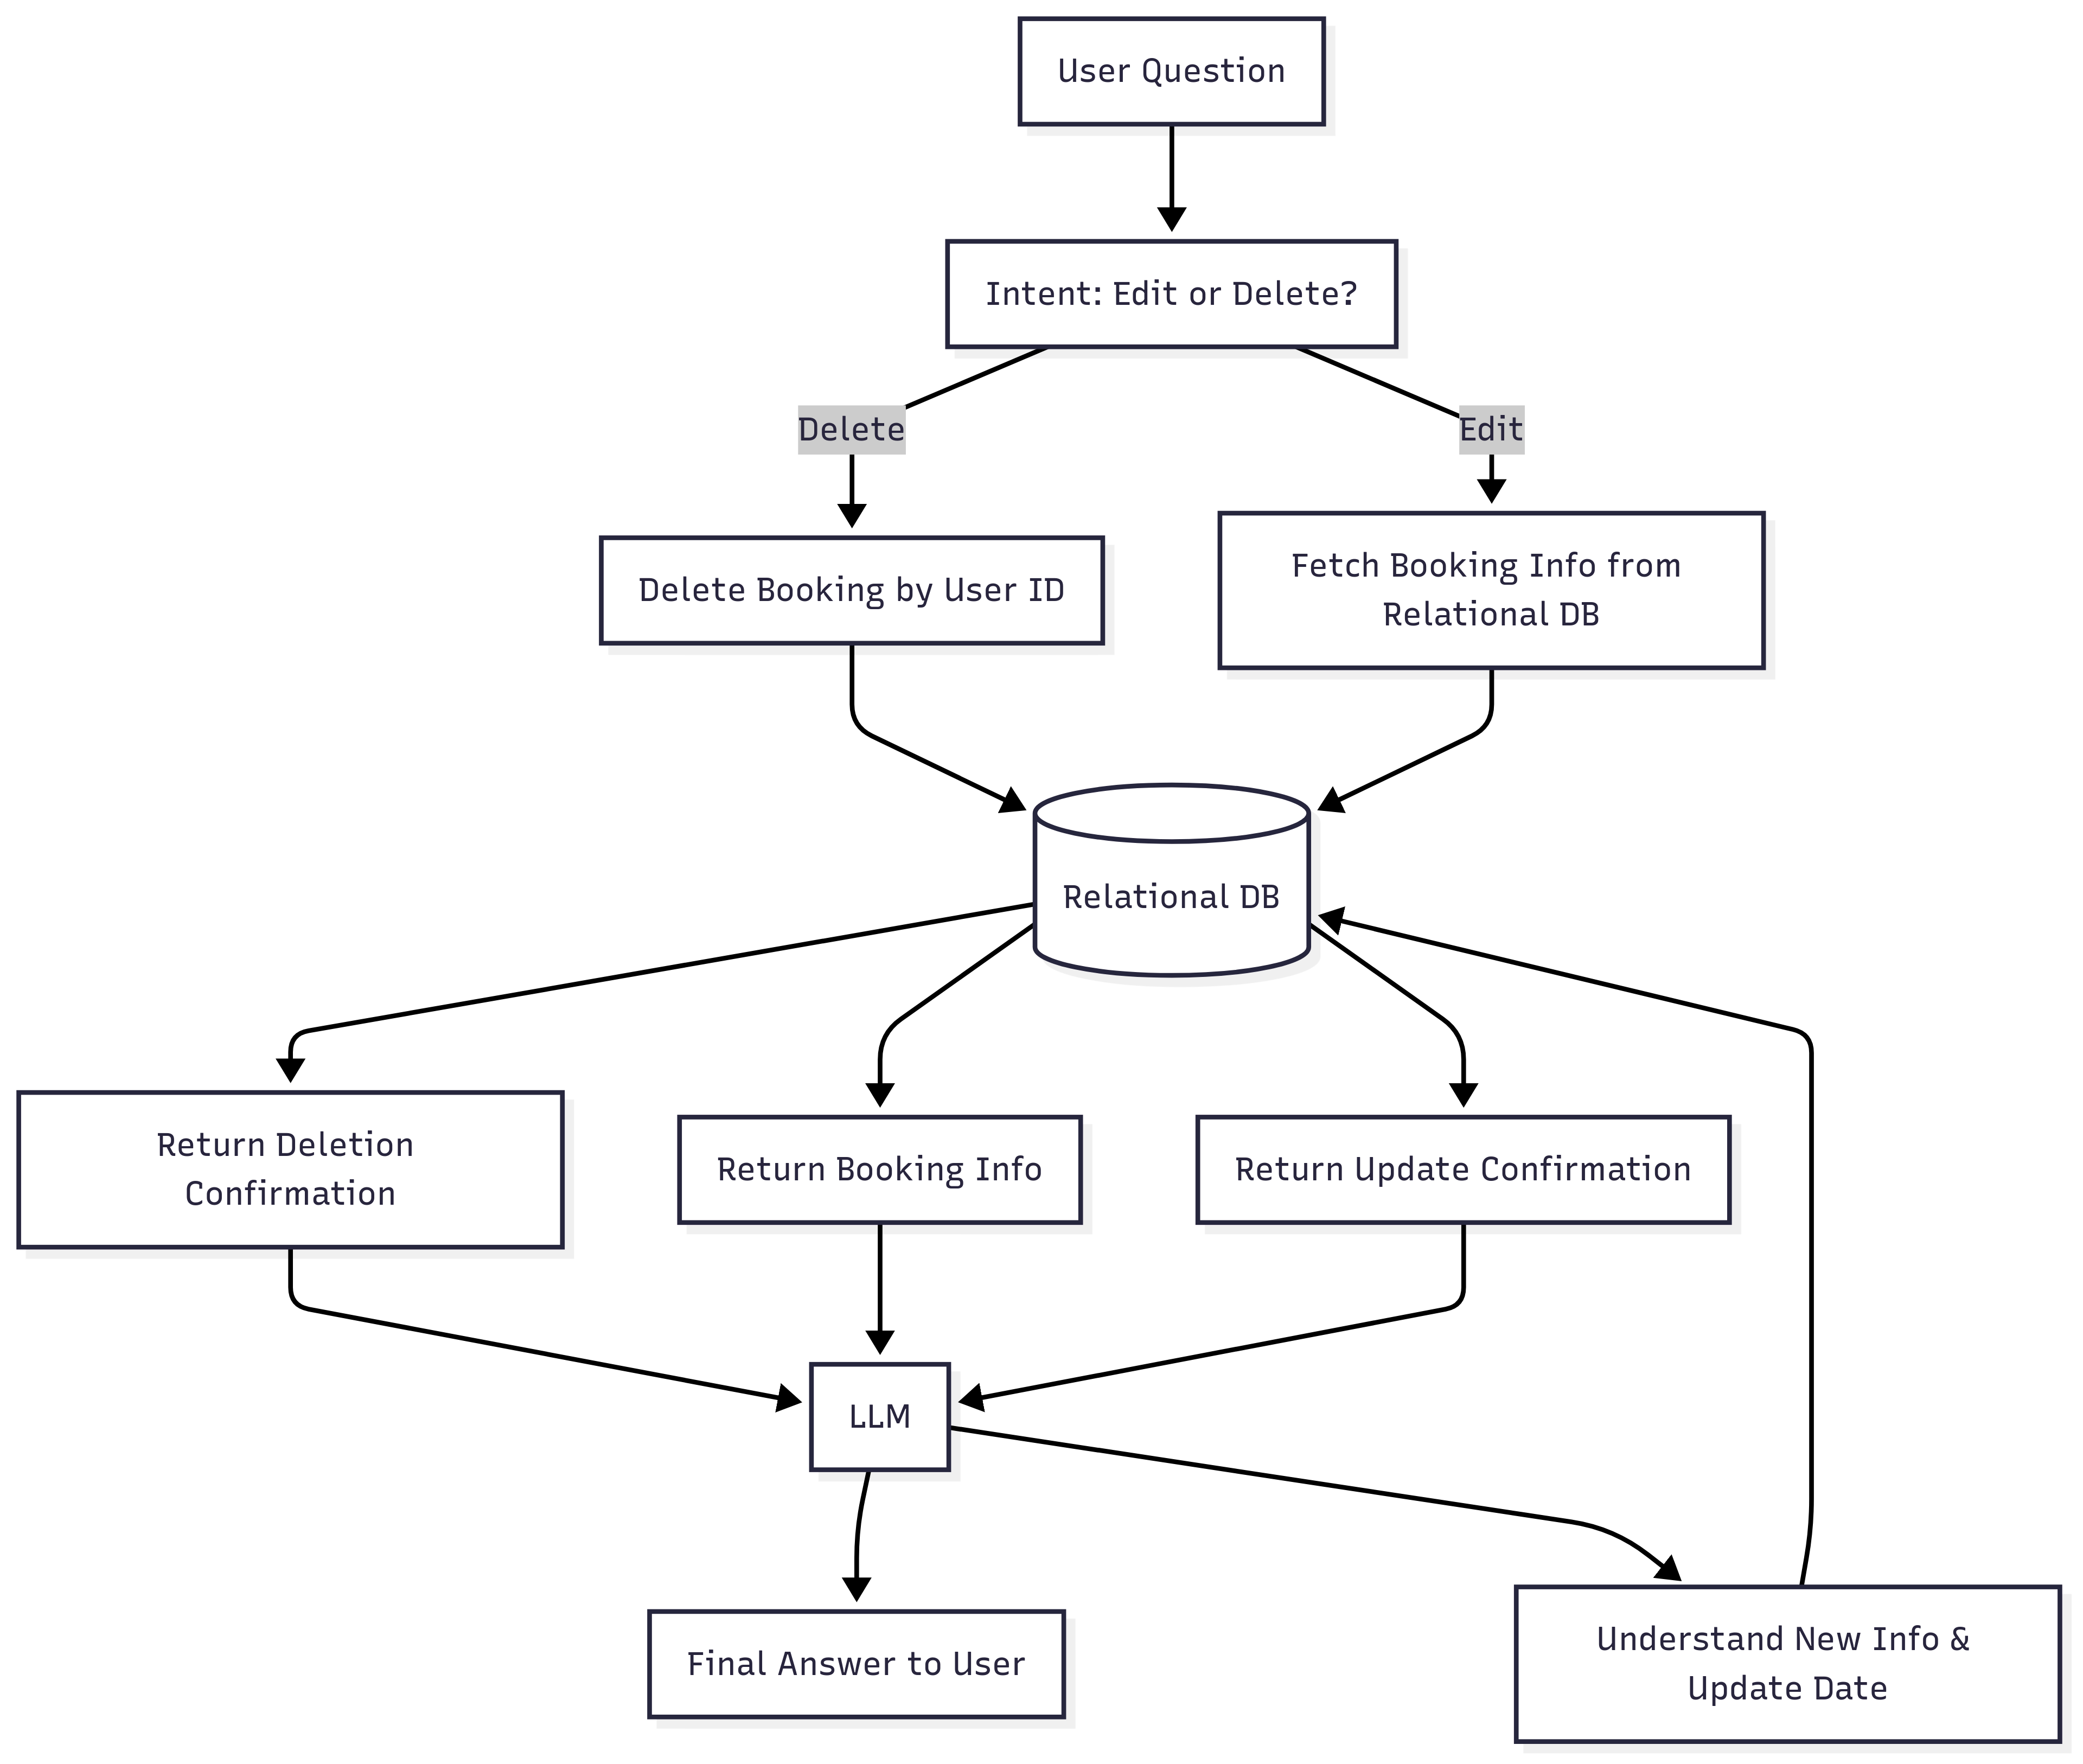 User Question
Intent: Edit or Delete?
Delete
Edit
Delete Booking by User ID
Fetch Booking Info from
Relational DB
Relational DB
Return Deletion
Confirmation
Return Booking Info
Return Update Confirmation
LLM
Final Answer to User
Understand New Info &
Update Date